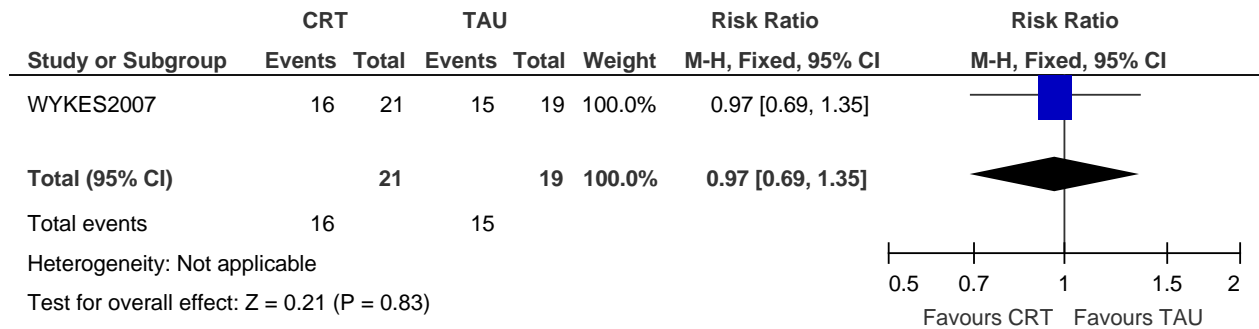 CRT TAU Risk Ratio Risk Ratio
Study or Subgroup Events Total Events Total Weight M-H, Fixed, 95% CI M-H, Fixed, 95% CI
WYKES2007 16 21 15 19 100.0% 0.97 [0.69, 1.35]
Total (95% CI) 21 19 100.0% 0.97 [0.69, 1.35]
Total events 16 15
Heterogeneity: Not applicable
Test for overall effect: Z = 0.21 (P = 0.83)
0.5 0.7 1 1.5 2
Favours CRT Favours TAU